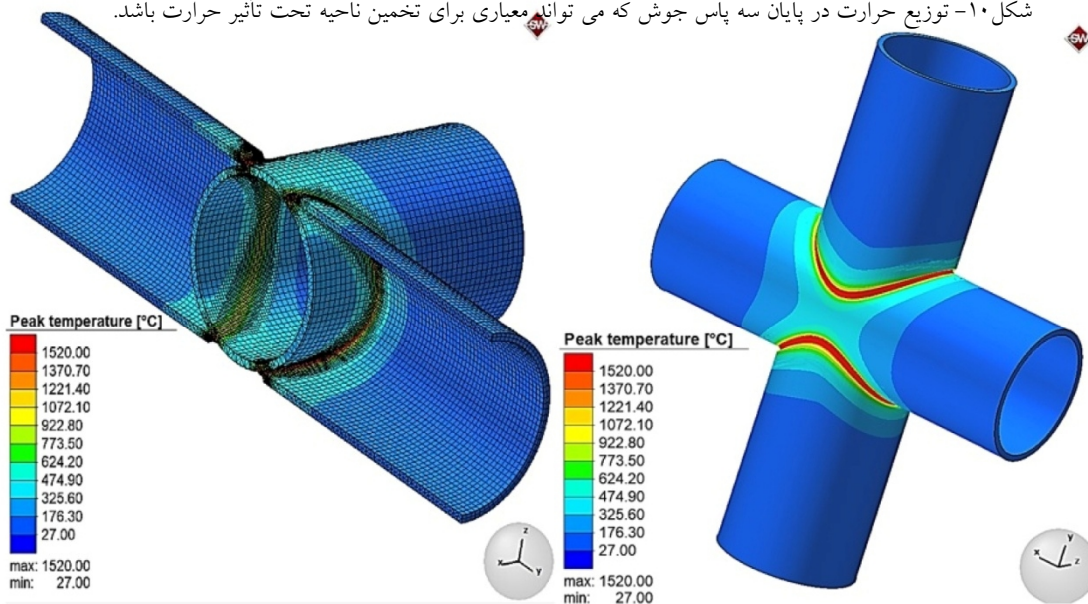 شکل۱۰- توزیع حرارت در پایان سه پاس جوش که می تواند معیاری برای تخمین ناحیه تحت تاثیر حرارت باشد.
SW
SW
Peak temperature [°C]
1520.00
1370.70
1221.40
1072.10
922.80
773.50
624.20
474.90
325.60
176.30
27.00
max: 1520.00
min: 27.00
z
x
y
Peak temperature [°C]
1520.00
1370.70
1221.40
1072.10
922.80
773.50
624.20
474.90
325.60
176.30
27.00
max: 1520.00
min: 27.00
y
x
z